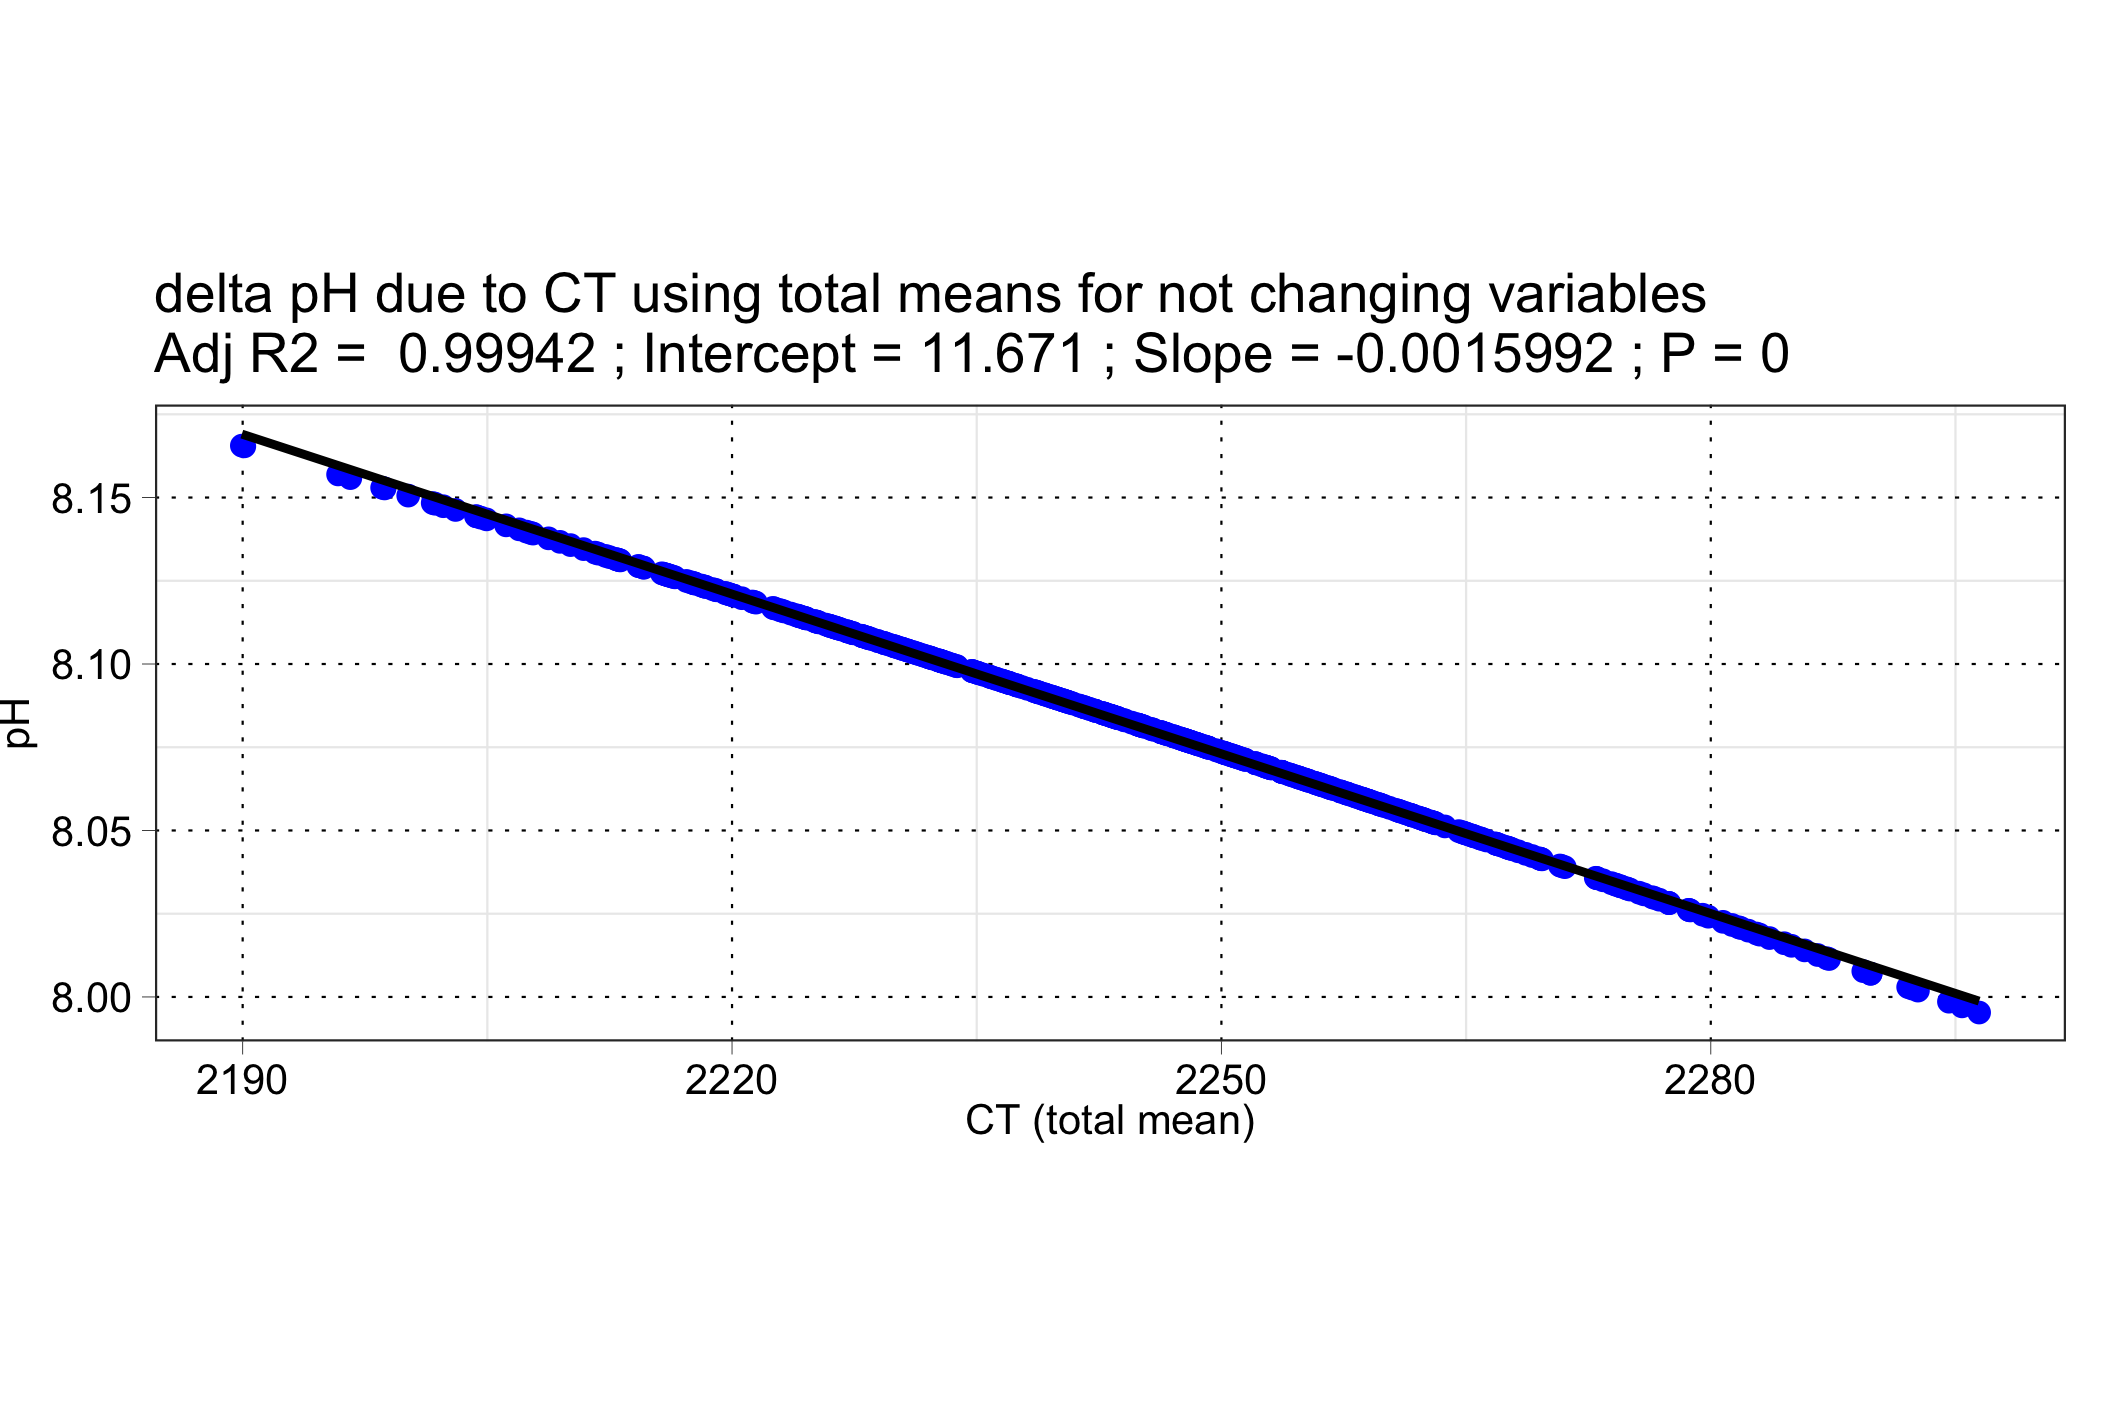 delta pH due to CT using total means for not changing variables
Adj R2 =  0.99942 ; Intercept = 11.671 ; Slope = -0.0015992 ; P = 0
8.15
8.10
8.05
8.00
pH
2190
2220
2250
2280
CT (total mean)